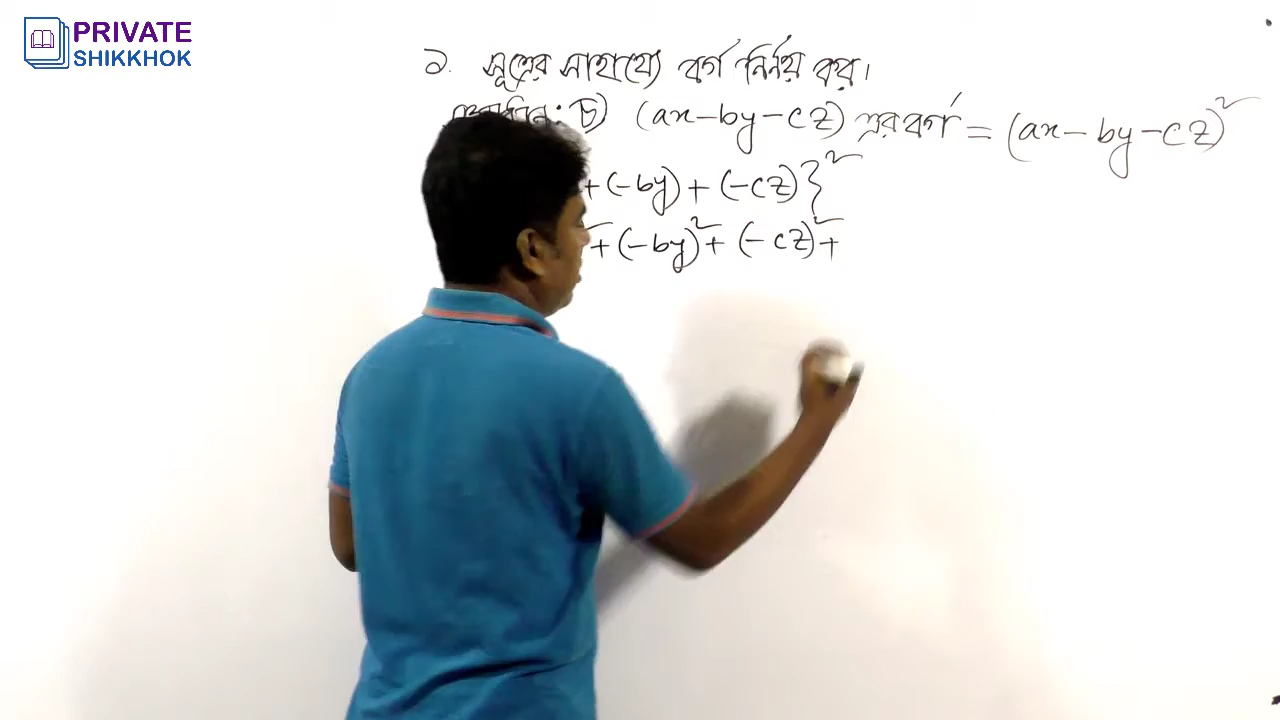 PRIVATE
SHIKKHOK
১. সূত্রের সাহায্যে বর্গ নির্নয় কর।
চ) (ax-by-cz) এর বর্গ = (ax-by-cz)²
+(-by)+(-cz)}²
+(-by)²+(-cz)²+